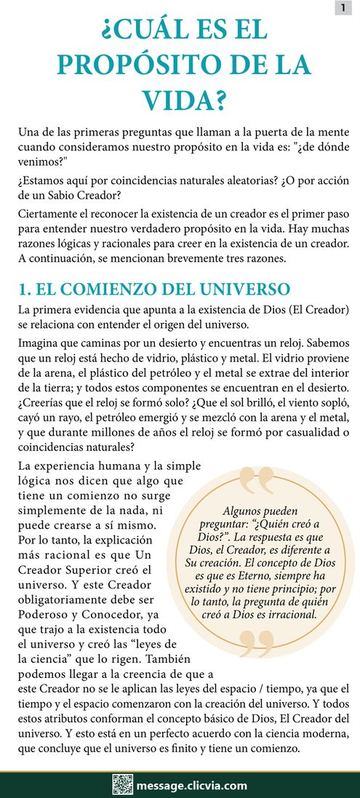 1
¿CUÁL ES EL
PROPÓSITO DE LA
VIDA?
Una de las primeras preguntas que llaman a la puerta de la mente
cuando consideramos nuestro propósito en la vida es: "¿de dónde
venimos?"
¿Estamos aquí por coincidencias naturales aleatorias? ¿O por acción
de un Sabio Creador?
Ciertamente el reconocer la existencia de un creador es el primer paso
para entender nuestro verdadero propósito en la vida. Hay muchas
razones lógicas y racionales para creer en la existencia de un creador.
A continuación, se mencionan brevemente tres razones.
1. EL COMIENZO DEL UNIVERSO
La primera evidencia que apunta a la existencia de Dios (El Creador)
se relaciona con entender el origen del universo.
Imagina que caminas por un desierto y encuentras un reloj. Sabemos
que un reloj está hecho de vidrio, plástico y metal. El vidrio proviene
de la arena, el plástico del petróleo y el metal se extrae del interior
de la tierra; y todos estos componentes se encuentran en el desierto.
¿Creerías que el reloj se formó solo? ¿Que el sol brilló, el viento sopló,
cayó un rayo, el petróleo emergió y se mezcló con la arena y el metal,
y que durante millones de años el reloj se formó por casualidad o
coincidencias naturales?
La experiencia humana y la simple
lógica nos dicen que algo que
tiene un comienzo no surge
simplemente de la nada, ni
puede crearse a sí mismo.
Por lo tanto, la explicación
más racional es que Un
Creador Superior creó el
universo. Y este Creador
obligatoriamente debe ser
Poderoso y Conocedor, ya
que trajo a la existencia todo
el universo y creó las “leyes de
la ciencia” que lo rigen. También
podemos llegar a la creencia de que a
este Creador no se le aplican las leyes del espacio / tiempo, ya que el
tiempo y el espacio comenzaron con la creación del universo. Y todos
estos atributos conforman el concepto básico de Dios, El Creador del
universo. Y esto está en un perfecto acuerdo con la ciencia moderna,
que concluye que el universo es finito y tiene un comienzo.
Algunos pueden
preguntar: “¿Quién creó a
Dios?”. La respuesta es que
Dios, el Creador, es diferente a
Su creación. El concepto de Dios
es que es Eterno, siempre ha
existido y no tiene principio; por
lo tanto, la pregunta de quién
creó a Dios es irracional.
message.clicvia.com